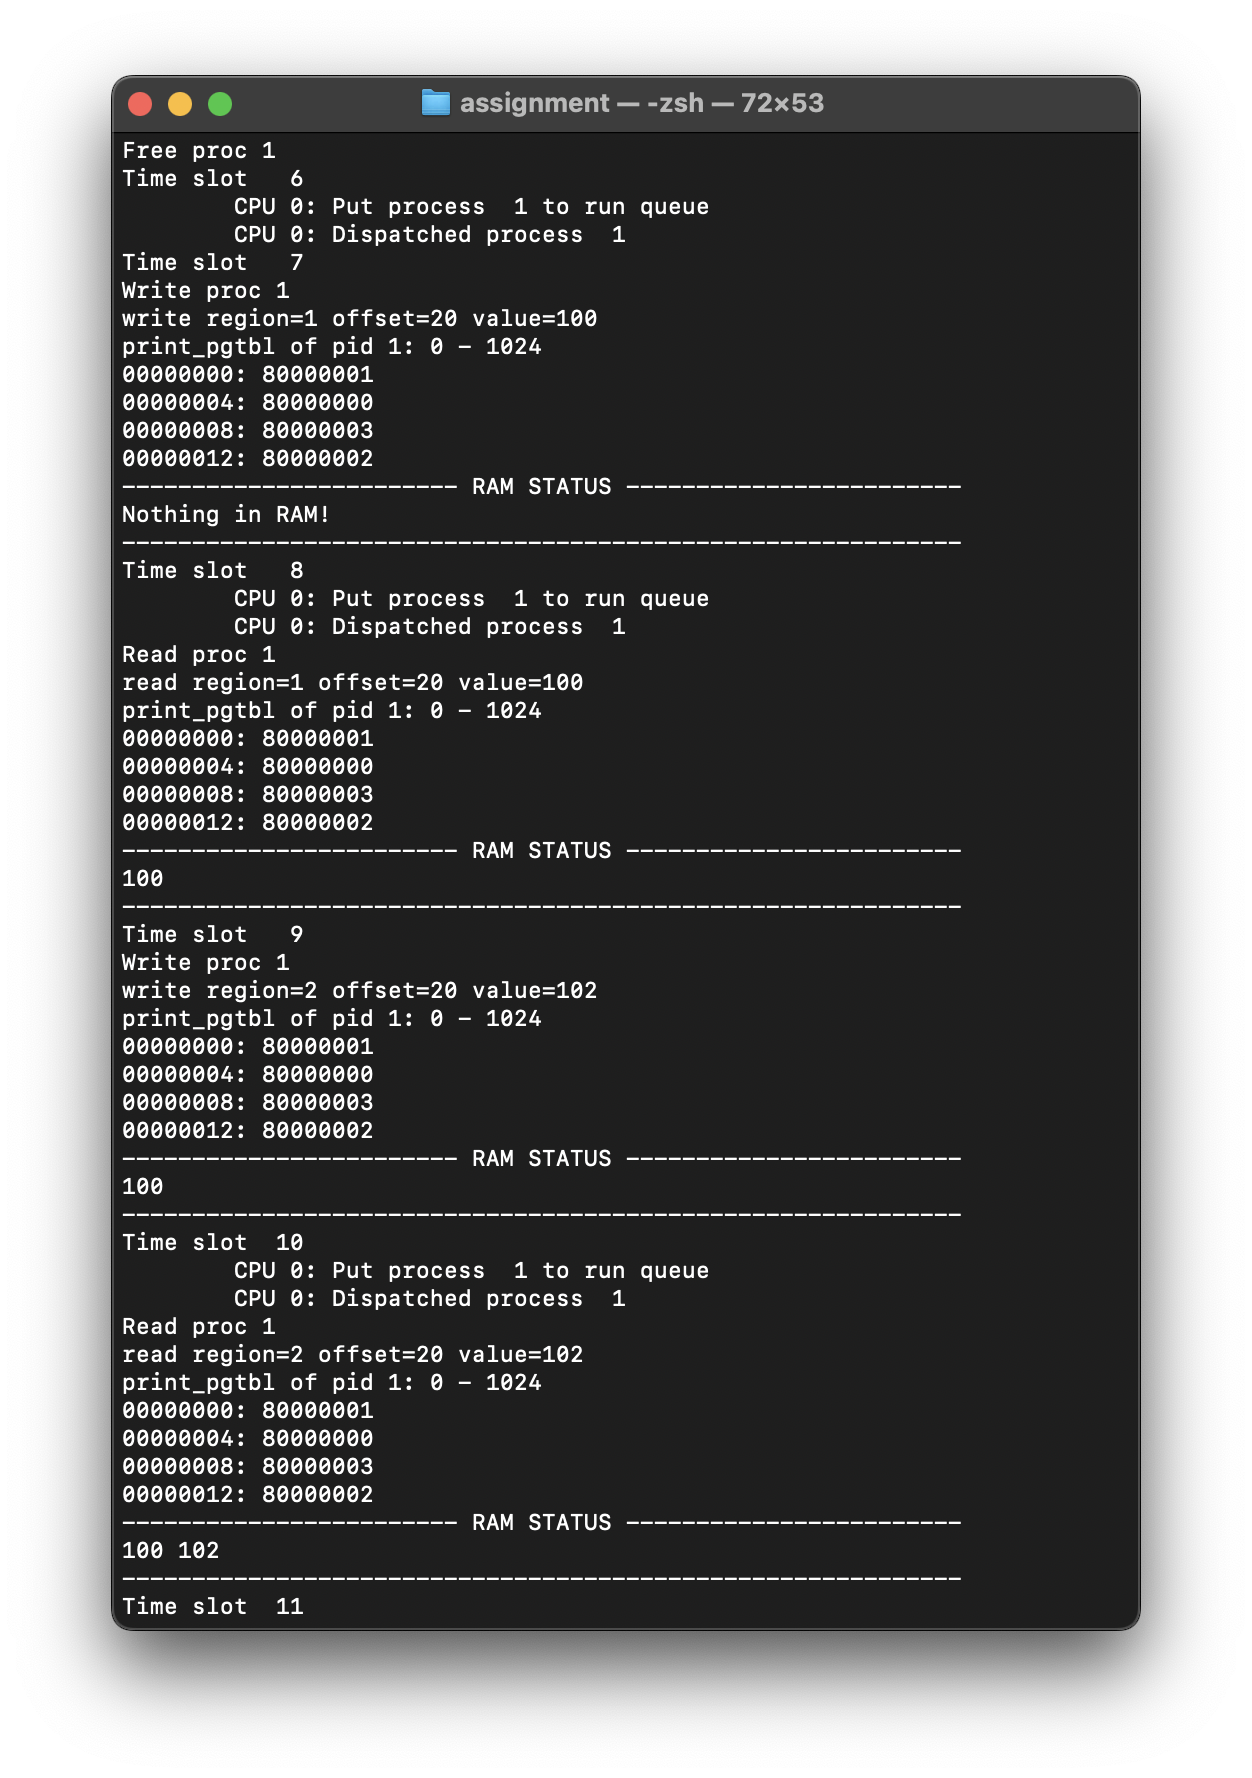 assignment — -zsh — 72×53
Free proc 1
Time slot   6
        CPU 0: Put process  1 to run queue
        CPU 0: Dispatched process  1
Time slot   7
Write proc 1
write region=1 offset=20 value=100
print_pgtbl of pid 1: 0 - 1024
00000000: 80000001
00000004: 80000000
00000008: 80000003
00000012: 80000002
------------------------ RAM STATUS ------------------------
Nothing in RAM!
------------------------------------------------------------
Time slot   8
        CPU 0: Put process  1 to run queue
        CPU 0: Dispatched process  1
Read proc 1
read region=1 offset=20 value=100
print_pgtbl of pid 1: 0 - 1024
00000000: 80000001
00000004: 80000000
00000008: 80000003
00000012: 80000002
------------------------ RAM STATUS ------------------------
100
------------------------------------------------------------
Time slot   9
Write proc 1
write region=2 offset=20 value=102
print_pgtbl of pid 1: 0 - 1024
00000000: 80000001
00000004: 80000000
00000008: 80000003
00000012: 80000002
------------------------ RAM STATUS ------------------------
100
------------------------------------------------------------
Time slot  10
        CPU 0: Put process  1 to run queue
        CPU 0: Dispatched process  1
Read proc 1
read region=2 offset=20 value=102
print_pgtbl of pid 1: 0 - 1024
00000000: 80000001
00000004: 80000000
00000008: 80000003
00000012: 80000002
------------------------ RAM STATUS ------------------------
100 102
------------------------------------------------------------
Time slot  11